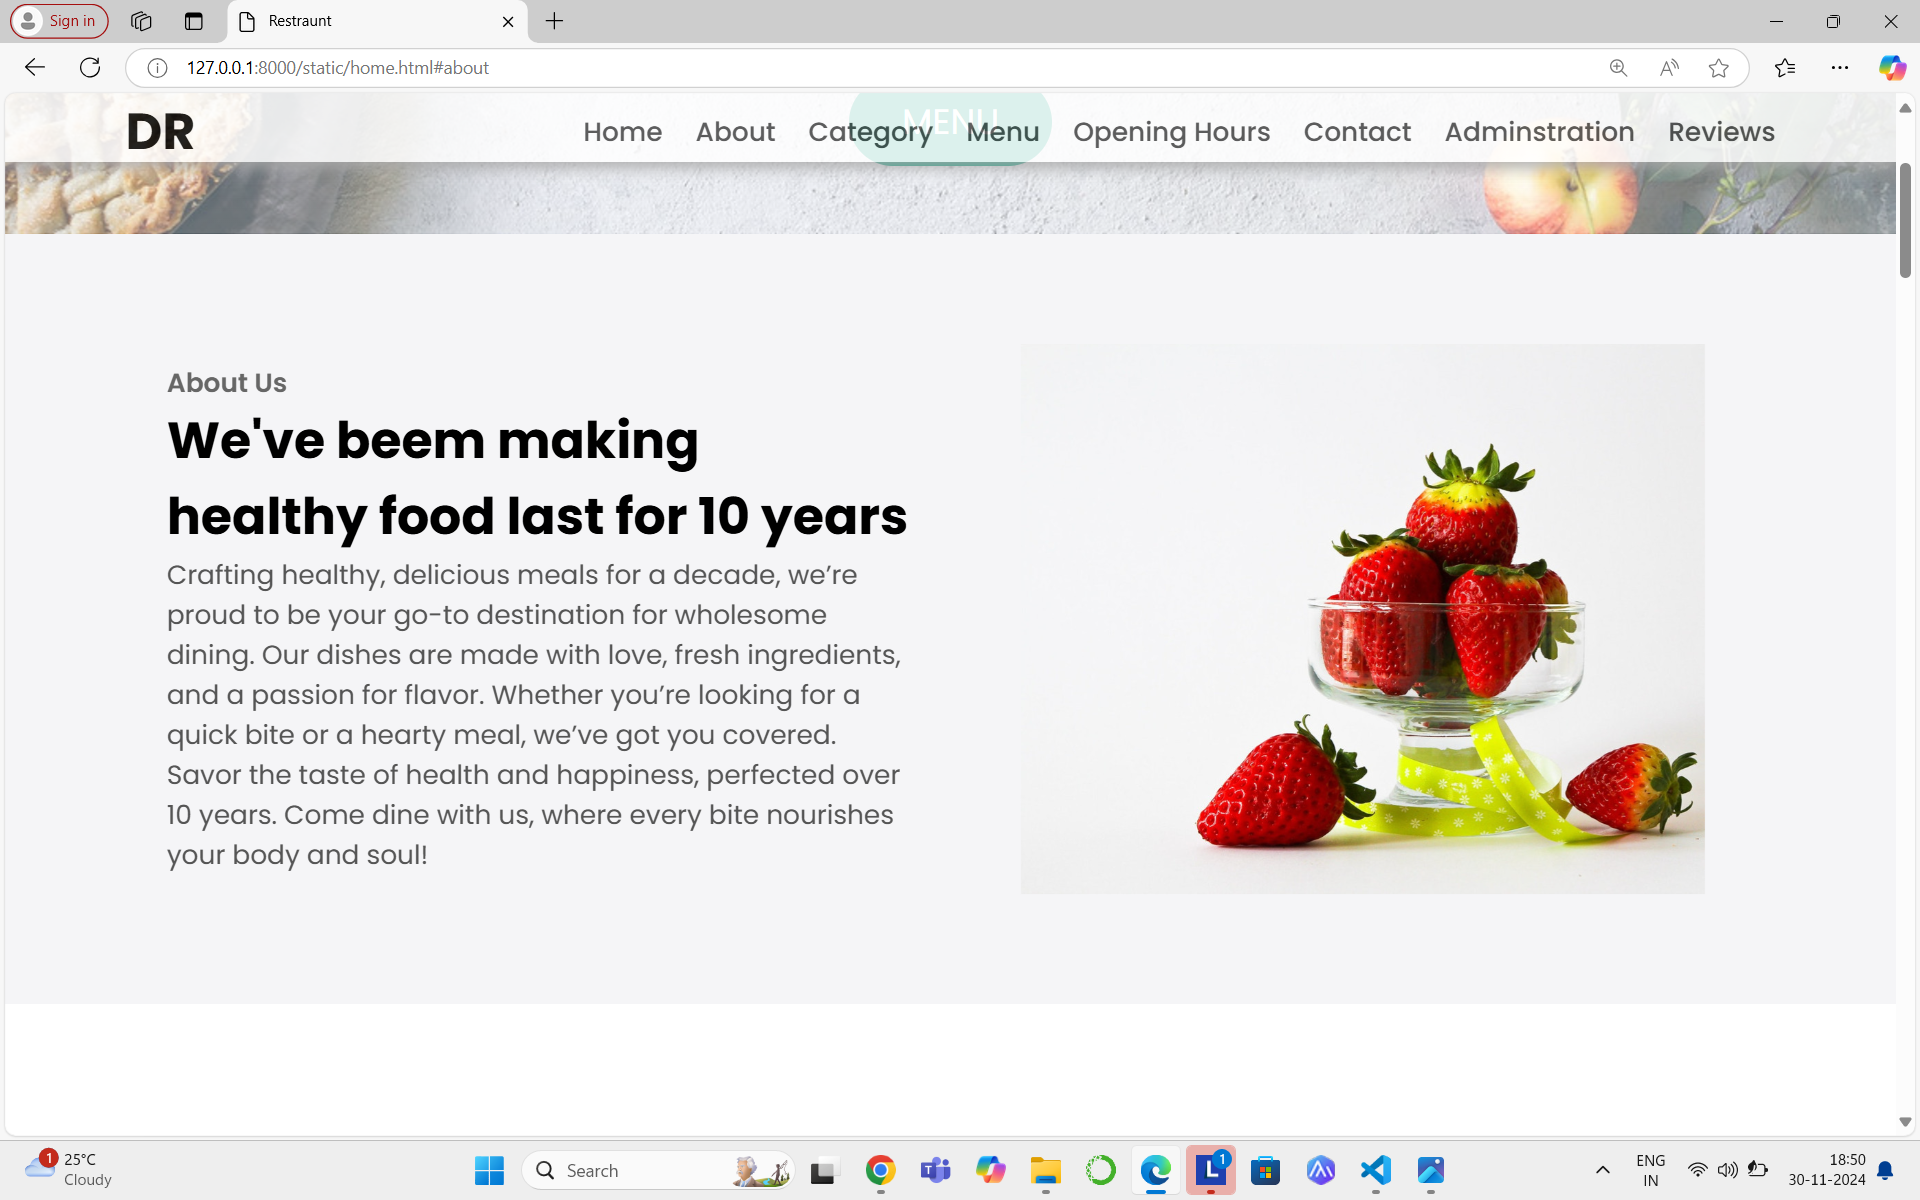 Sign in
Restraunt
127.0.0.1:8000/static/home.html#about
MENU
DR
Home About Category Menu Opening Hours Contact Adminstration Reviews
About Us
We've beem making
healthy food last for 10 years
Crafting healthy, delicious meals for a decade, we’re
proud to be your go-to destination for wholesome
dining. Our dishes are made with love, fresh ingredients,
and a passion for flavor. Whether you’re looking for a
quick bite or a hearty meal, we’ve got you covered.
Savor the taste of health and happiness, perfected over
10 years. Come dine with us, where every bite nourishes
your body and soul!
1
25°C
Cloudy
Search
L
1
ENG
IN
18:50
30-11-2024